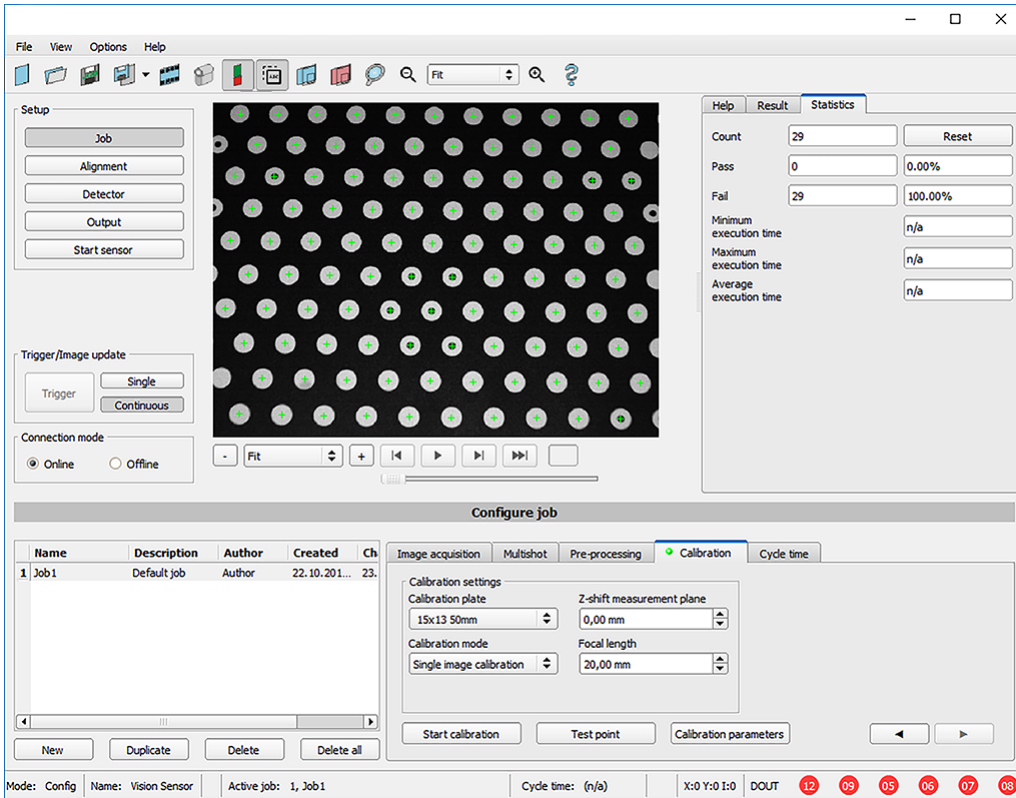 File View Options Help
Fit
Setup
Job
Alignment
Detector
Output
Start sensor
Trigger/Image update
Trigger
Single
Continuous
Connection mode
Online Offline
- Fit +
Help Result Statistics
Count 29 Reset
Pass 0 0.00%
Fail 29 100.00%
Minimum
execution time n/a
Maximum
execution time n/a
Average
execution time n/a
Configure job
Name Description Author Created Ch
1 Job1 Default job Author 22.10.201... 23.
New Duplicate Delete Delete all
Image acquisition Multishot Pre-processing Calibration Cycle time
Calibration settings
Calibration plate Z-shift measurement plane
15x13 50mm 0,00 mm
Calibration mode Focal length
Single image calibration 20,00 mm
Start calibration Test point Calibration parameters
Mode: Config Name: Vision Sensor Active job: 1, Job1 Cycle time: (n/a) X:0 Y:0 I:0 DOUT 12 09 05 06 07 08